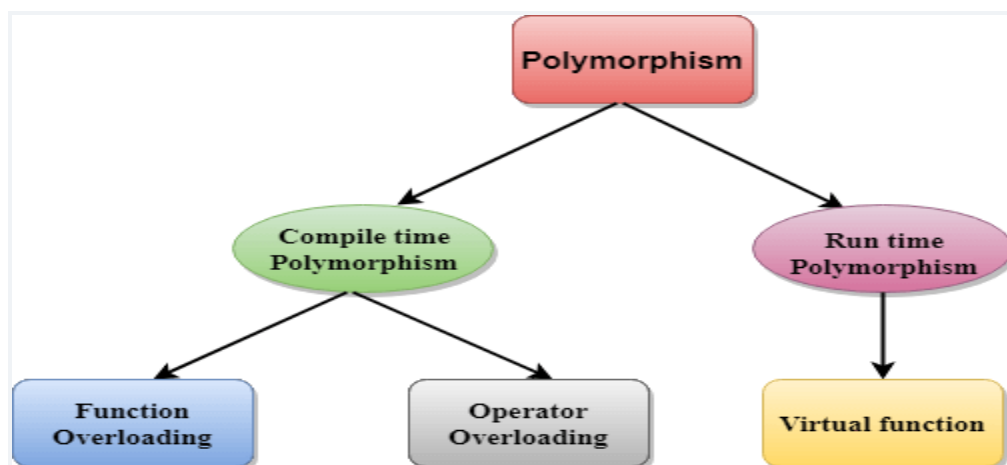 Polymorphism
Compile time
Polymorphism
Run time
Polymorphism
Function
Overloading
Operator
Overloading
Virtual function